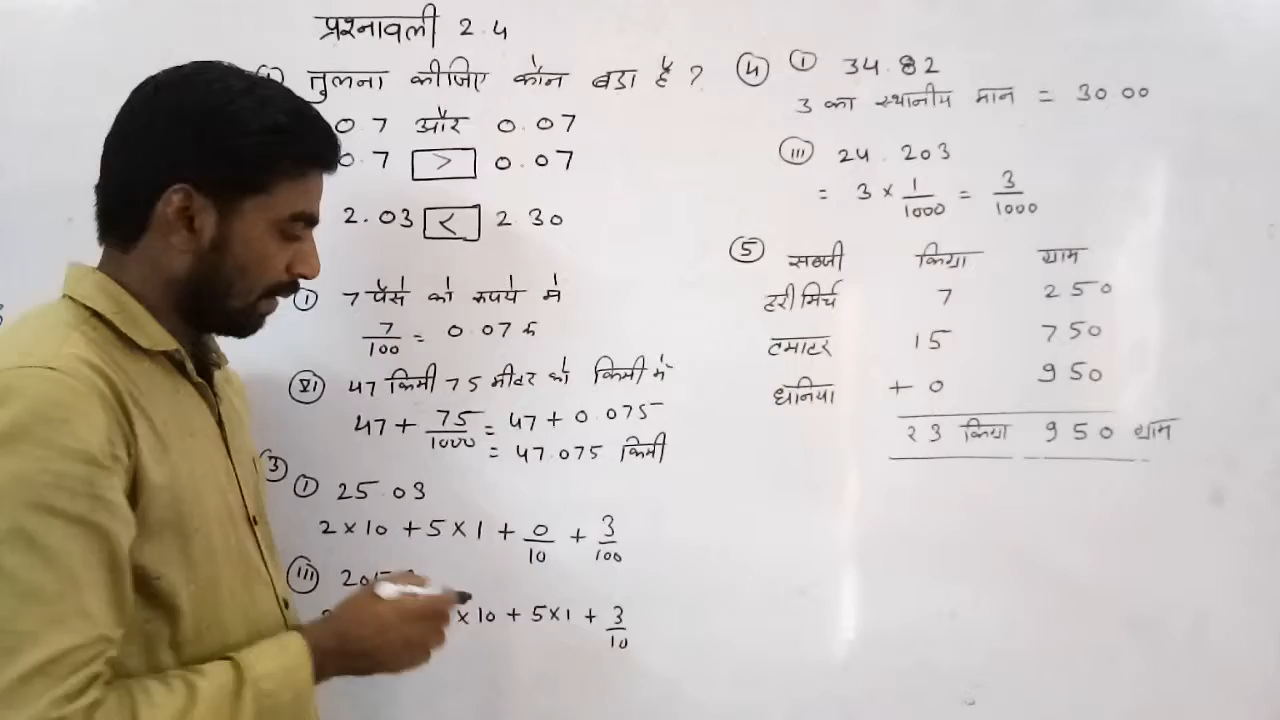 प्रश्नावली 2.4
तुलना कीजिए कौन बडा है ?
0.7 और 0.07
0.7 > 0.07
2.03 < 2.30
I 7 पैसे को रुपये मे
7/100 = 0.07 रू
VI 47 किमी 75 मीटर को किमी मे
47 + 75/1000 = 47 + 0.075
= 47.075 किमी
3 I 25.03
2 × 10 + 5 × 1 + 0/10 + 3/100
III
× 10 + 5 × 1 + 3/10
4 I 34.82
3 का स्थानीय मान = 30.00
III 24.203
= 3 × 1/1000 = 3/1000
5 सब्जी किग्रा ग्राम
हरी मिर्च 7 250
टमाटर 15 750
धनिया + 0 950
23 किग्रा 950 ग्राम